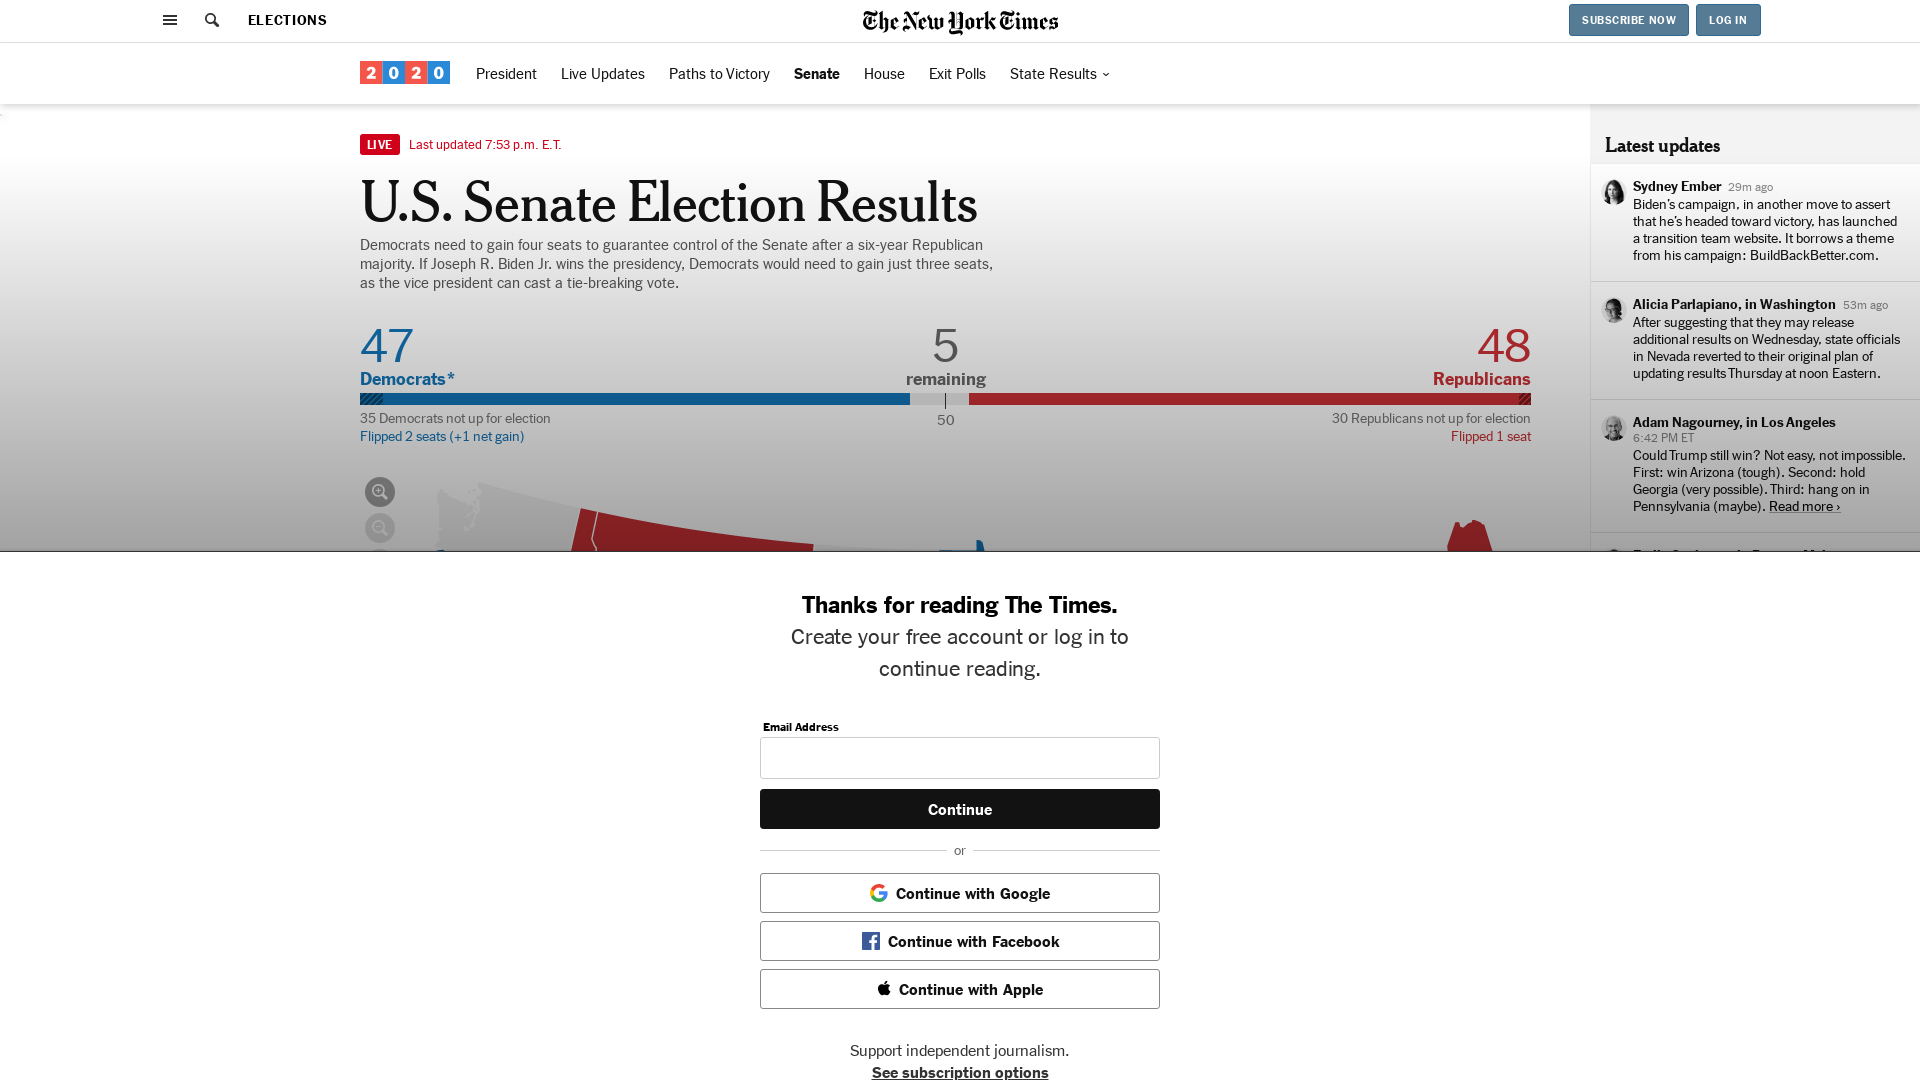 ELECTIONS
The New York Times
SUBSCRIBE NOW
LOG IN
2020
President
Live Updates
Paths to Victory
Senate
House
Exit Polls
State Results
LIVE Last updated 7:53 p.m. E.T.
U.S. Senate Election Results
Democrats need to gain four seats to guarantee control of the Senate after a six-year Republican
majority. If Joseph R. Biden Jr. wins the presidency, Democrats would need to gain just three seats,
as the vice president can cast a tie-breaking vote.
47
Democrats*
5
remaining
48
Republicans
35 Democrats not up for election
Flipped 2 seats (+1 net gain)
50
30 Republicans not up for election
Flipped 1 seat
Latest updates
Sydney Ember 29m ago
Biden’s campaign, in another move to assert
that he’s headed toward victory, has launched
a transition team website. It borrows a theme
from his campaign: BuildBackBetter.com.
Alicia Parlapiano, in Washington 53m ago
After suggesting that they may release
additional results on Wednesday, state officials
in Nevada reverted to their original plan of
updating results Thursday at noon Eastern.
Adam Nagourney, in Los Angeles
6:42 PM ET
Could Trump still win? Not easy, not impossible.
First: win Arizona (tough). Second: hold
Georgia (very possible). Third: hang on in
Pennsylvania (maybe). Read more ›
Thanks for reading The Times.
Create your free account or log in to
continue reading.
Email Address
Continue
or
Continue with Google
Continue with Facebook
Continue with Apple
Support independent journalism.
See subscription options